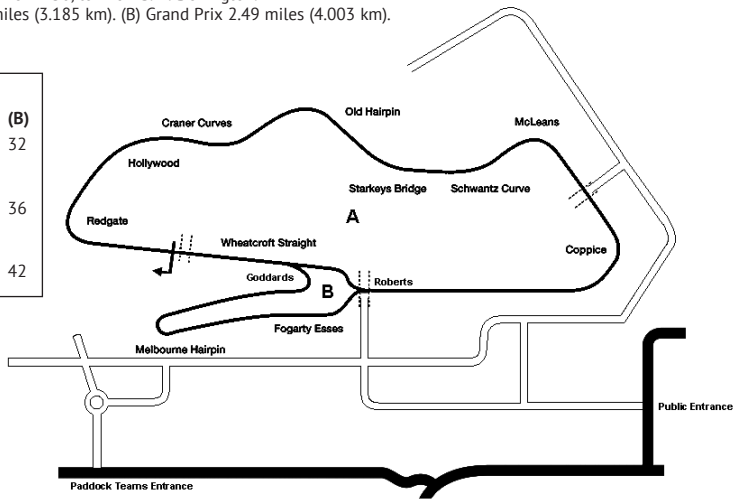 miles (3.185 km). (B) Grand Prix 2.49 miles (4.003 km).
(B)
32
36
42
Old Hairpin
Craner Curves
McLeans
Hollywood
Starkeys Bridge
Schwantz Curve
A
Redgate
Wheatcroft Straight
Coppice
Goddards
B
Roberts
Fogarty Esses
Melbourne Hairpin
Public Entrance
Paddock Teams Entrance